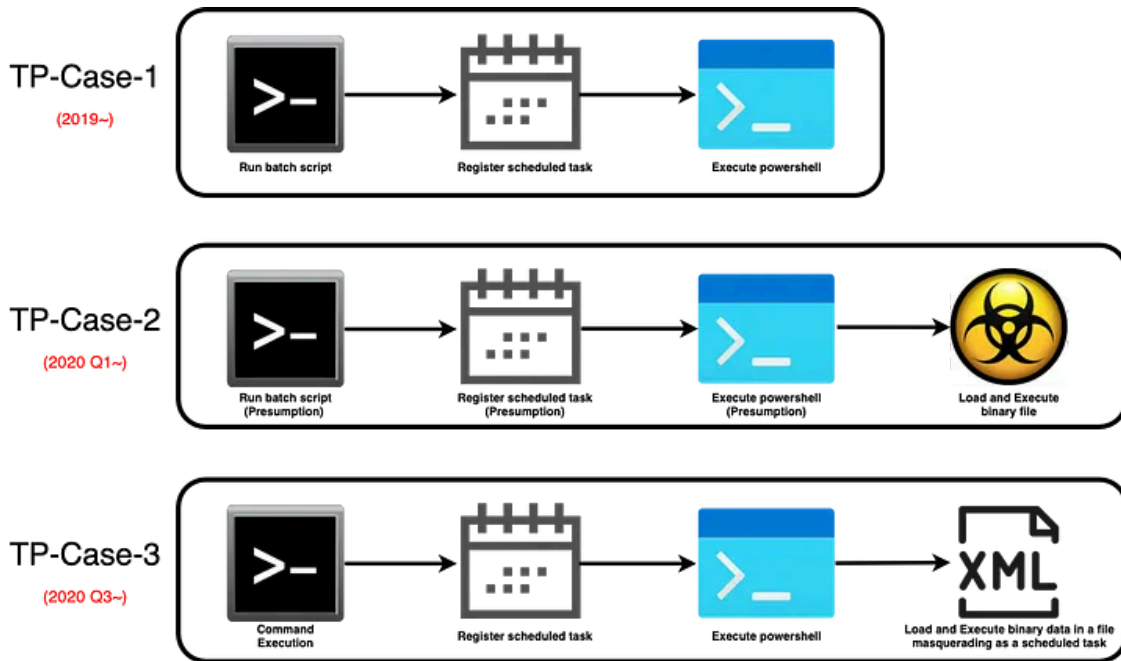 TP-Case-1
(2019~)
Run batch script
Register scheduled task
Execute powershell
TP-Case-2
(2020 Q1~)
Run batch script
(Presumption)
Register scheduled task
(Presumption)
Execute powershell
(Presumption)
Load and Execute
binary file
TP-Case-3
(2020 Q3~)
Command
Execution
Register scheduled task
Execute powershell
XML
Load and Execute binary data in a file
masquerading as a scheduled task